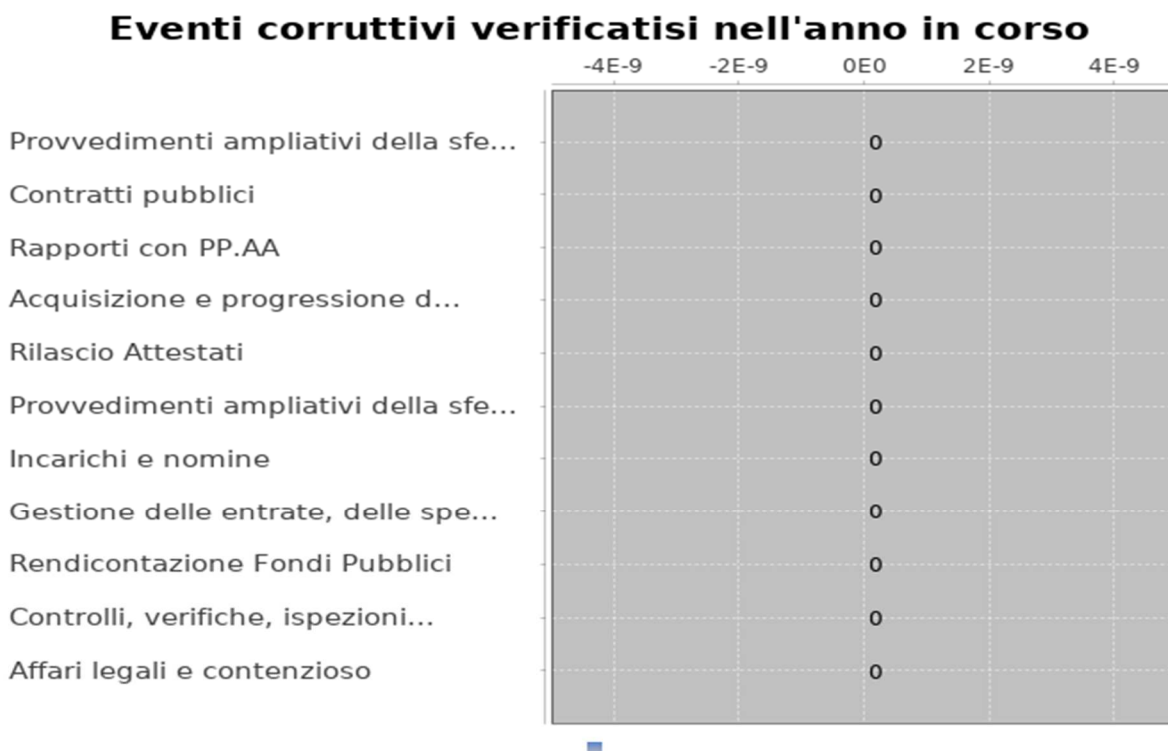 Eventi corruttivi verificatisi nell'anno in corso
-4E-9 -2E-9 0E0 2E-9 4E-9
Provvedimenti ampliativi della sfe... 0
Contratti pubblici 0
Rapporti con PP.AA 0
Acquisizione e progressione d... 0
Rilascio Attestati 0
Provvedimenti ampliativi della sfe... 0
Incarichi e nomine 0
Gestione delle entrate, delle spe... 0
Rendicontazione Fondi Pubblici 0
Controlli, verifiche, ispezioni... 0
Affari legali e contenzioso 0